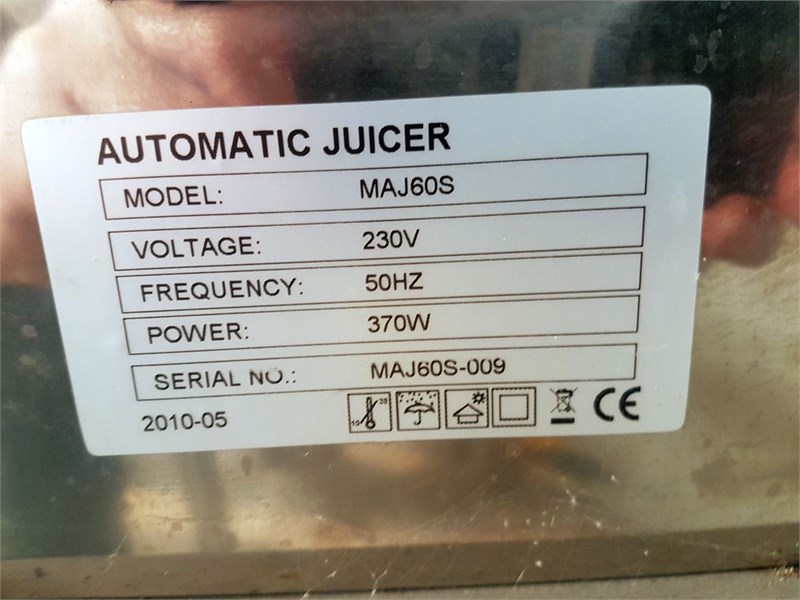 AUTOMATIC JUICER
MODEL: MAJ60S
VOLTAGE: 230V
FREQUENCY: 50HZ
POWER: 370W
SERIAL NO.: MAJ60S-009
2010-05 CE